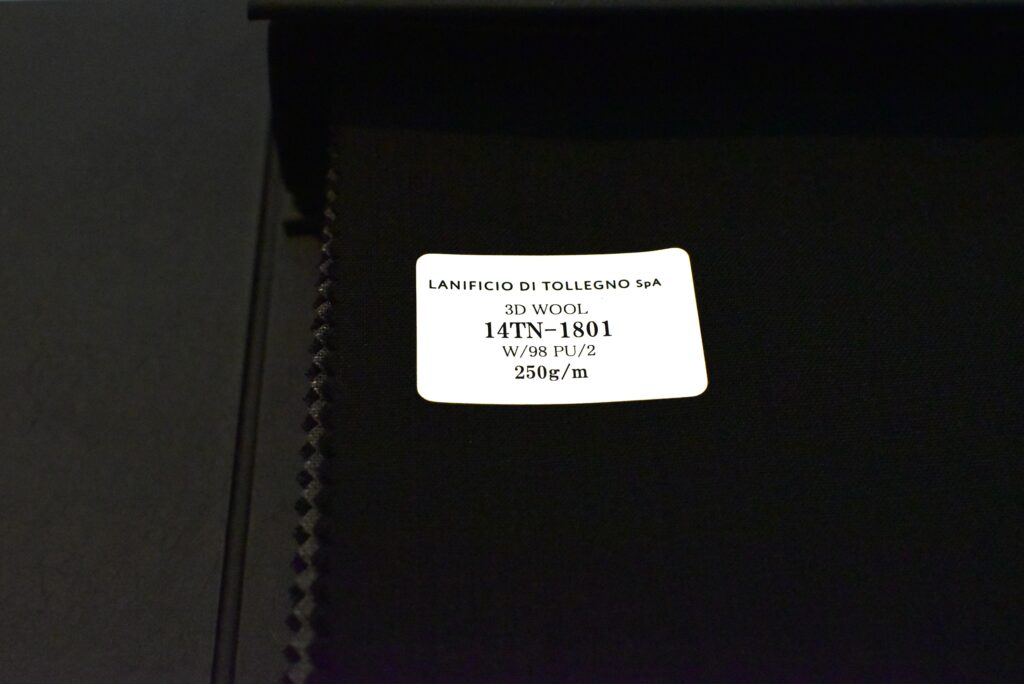 LANIFICIO DI TOLLEGNO SpA
3D WOOL
14TN-1801
W/98 PU/2
250g/m